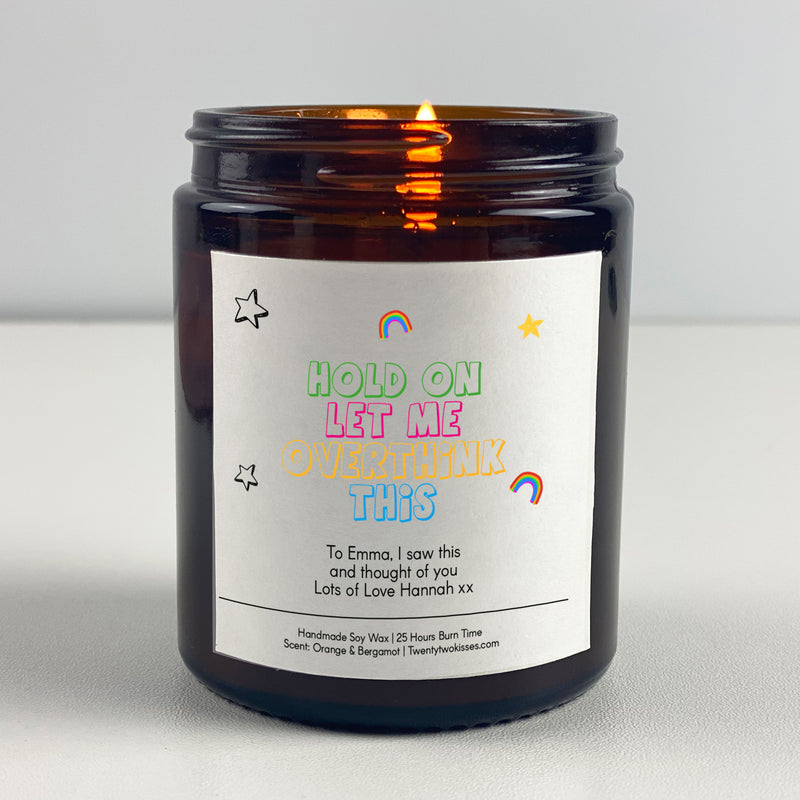 HOLD ON
LET ME
OVERTHiNK
THiS
To Emma, I saw this
and thought of you
Lots of Love Hannah xx
Handmade Soy Wax | 25 Hours Burn Time
Scent: Orange & Bergamot | Twentytwokisses.com